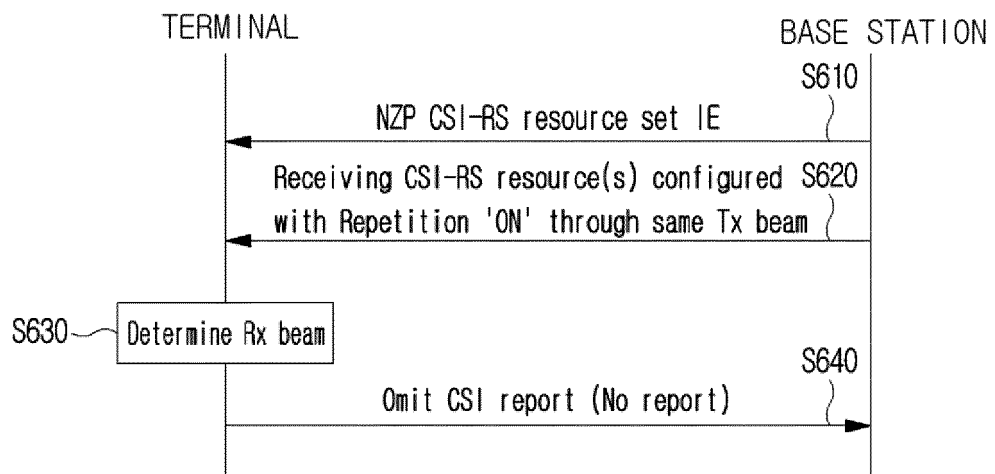 TERMINAL
BASE STATION
S610
NZP CSI-RS resource set IE
Receiving CSI-RS resource(s) configured
S620
with Repetition 'ON' through same Tx beam
S630
Determine Rx beam
S640
Omit CSI report (No report)